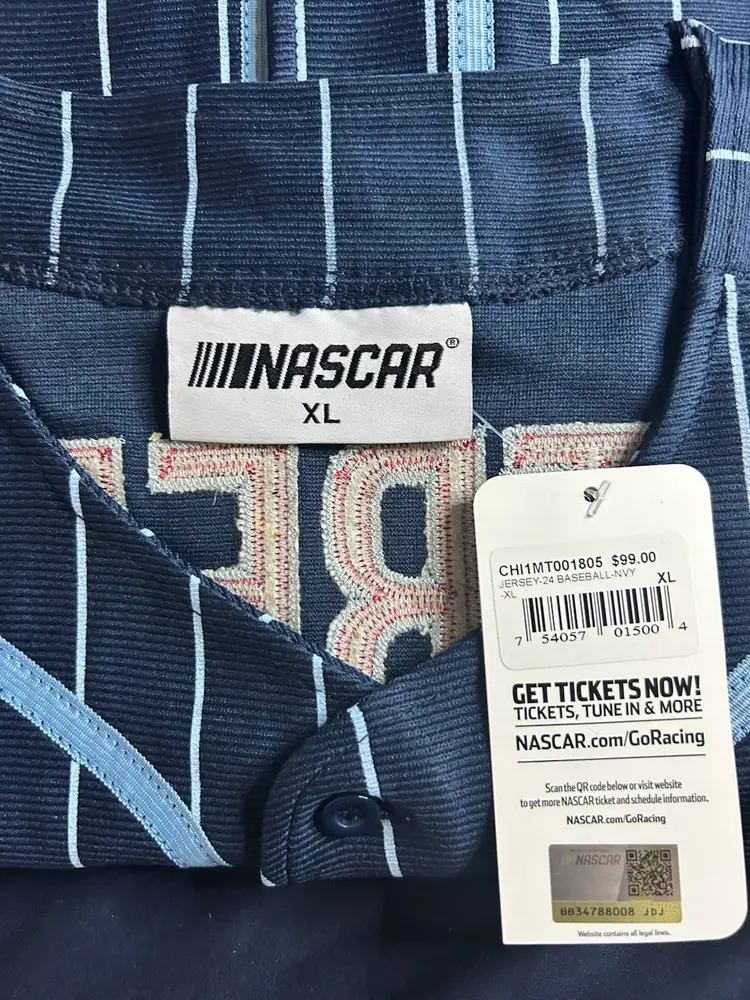 NASCAR®
XL
CHI1MT001805 $99.00
JERSEY-24 BASEBALL-NVY
-XL
XL
7 54057 01500 4
GET TICKETS NOW!
TICKETS, TUNE IN & MORE
NASCAR.com/GoRacing
Scan the QR code below or visit website
to get more NASCAR ticket and schedule information.
NASCAR.com/GoRacing
NASCAR
BB34788008 JDJ
Website contains all legal lines.